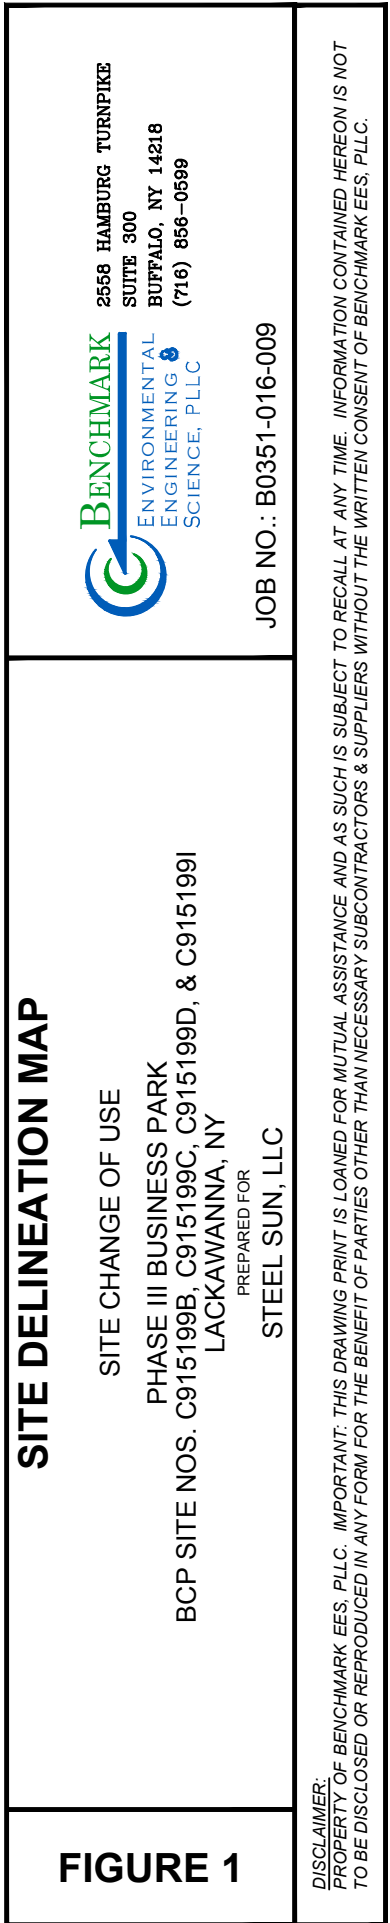 SITE DELINEATION MAP
SITE CHANGE OF USE
PHASE III BUSINESS PARK
BCP SITE NOS. C915199B, C915199C, C915199D, & C915199I
LACKAWANNA, NY
PREPARED FOR
STEEL SUN, LLC
BENCHMARK
ENVIRONMENTAL
ENGINEERING &
SCIENCE, PLLC
2558 HAMBURG TURNPIKE
SUITE 300
BUFFALO, NY 14218
(716) 856-0599
JOB NO.: B0351-016-009
FIGURE 1
DISCLAIMER:
PROPERTY OF BENCHMARK EES, PLLC. IMPORTANT: THIS DRAWING PRINT IS LOANED FOR MUTUAL ASSISTANCE AND AS SUCH IS SUBJECT TO RECALL AT ANY TIME. INFORMATION CONTAINED HEREON IS NOT
TO BE DISCLOSED OR REPRODUCED IN ANY FORM FOR THE BENEFIT OF PARTIES OTHER THAN NECESSARY SUBCONTRACTORS & SUPPLIERS WITHOUT THE WRITTEN CONSENT OF BENCHMARK EES, PLLC.